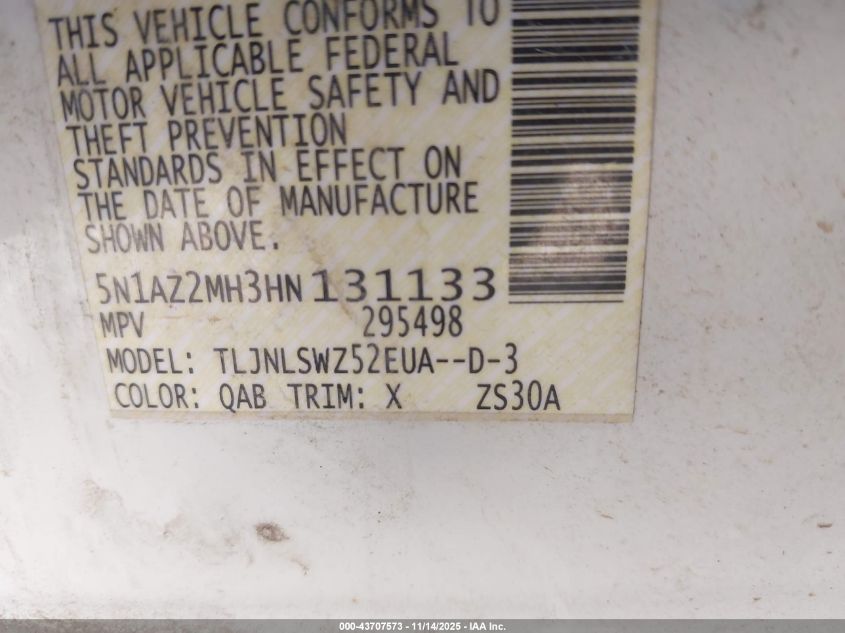 THIS VEHICLE CONFORMS TO
ALL APPLICABLE FEDERAL
MOTOR VEHICLE SAFETY AND
THEFT PREVENTION
STANDARDS IN EFFECT ON
THE DATE OF MANUFACTURE
SHOWN ABOVE.
5N1AZ2MH3HN131133
MPV 295498
MODEL: TLJNLSWZ52EUA--D-3
COLOR: QAB TRIM: X ZS30A
000-43707573 - 11/14/2025 - IAA Inc.